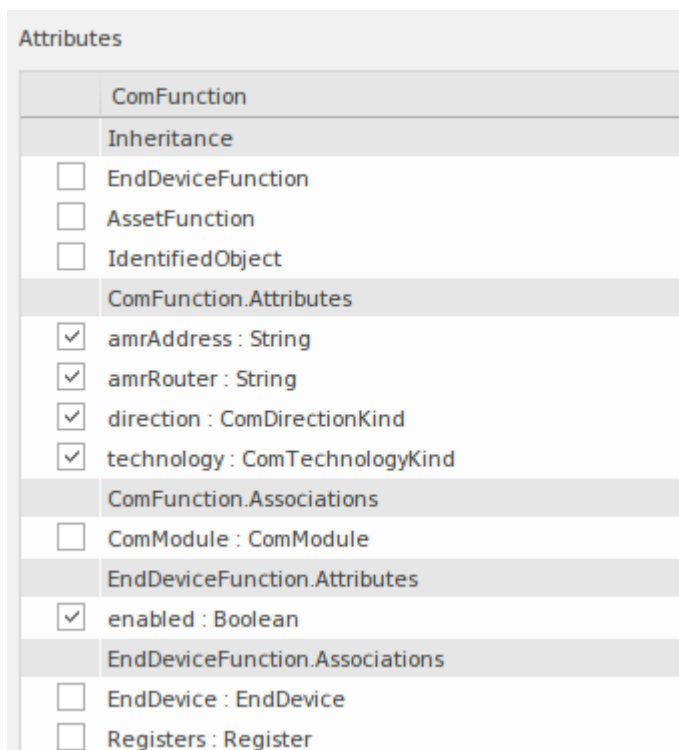 Attributes
ComFunction
Inheritance
EndDeviceFunction
AssetFunction
IdentifiedObject
ComFunction.Attributes
amrAddress : String
amrRouter : String
direction : ComDirectionKind
technology : ComTechnologyKind
ComFunction.Associations
ComModule : ComModule
EndDeviceFunction.Attributes
enabled : Boolean
EndDeviceFunction.Associations
EndDevice : EndDevice
Registers : Register